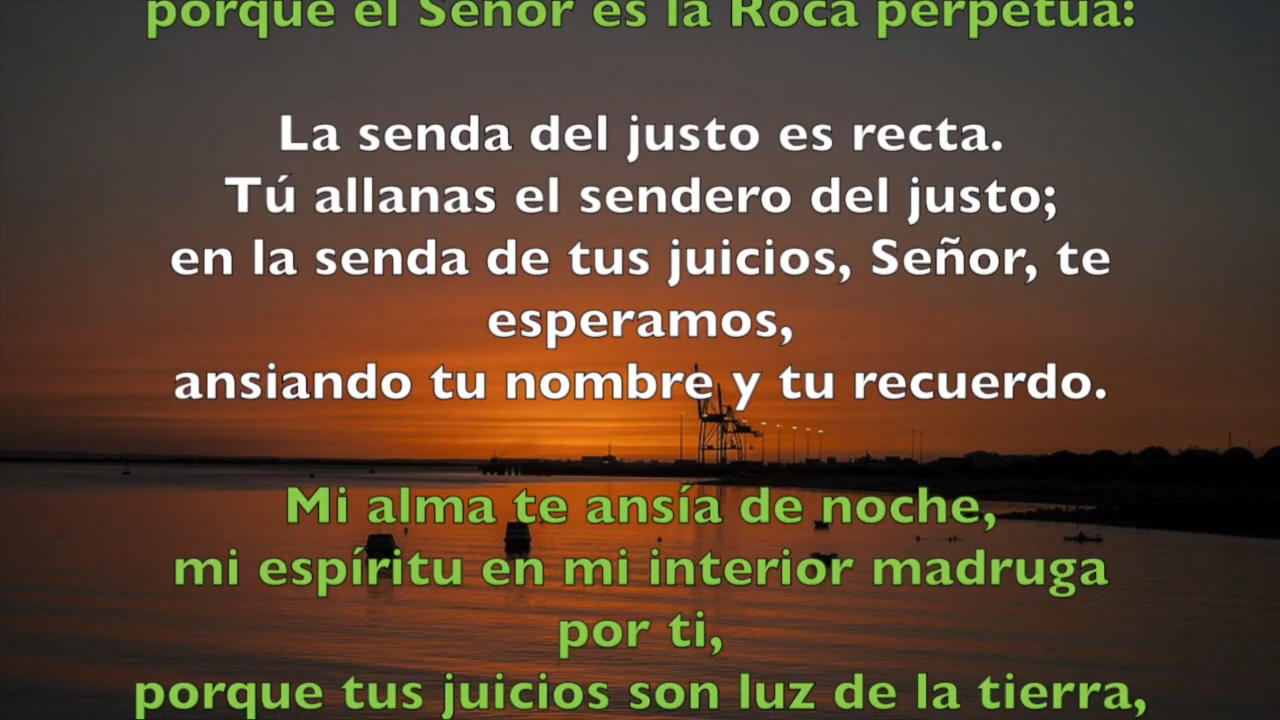 porque el Señor es la Roca perpetua:
La senda del justo es recta.
Tú allanas el sendero del justo;
en la senda de tus juicios, Señor, te
esperamos,
ansiando tu nombre y tu recuerdo.
Mi alma te ansía de noche,
mi espíritu en mi interior madruga
por ti,
porque tus juicios son luz de la tierra,